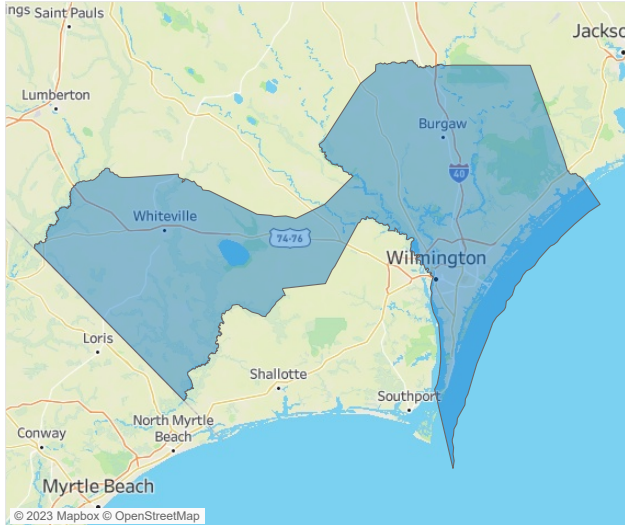 ngs Saint Pauls
Jackso
Lumberton
Burgaw
40
Whiteville
74-76
Wilmington
Loris
Shallotte
Southport
North Myrtle
Beach
Conway
Myrtle Beach
© 2023 Mapbox © OpenStreetMap